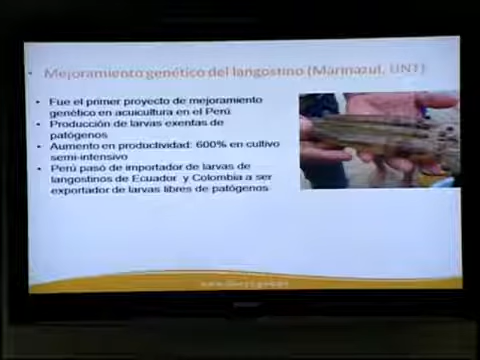 • Mejoramiento genético del langostino (Marinazul, UNT)
• Fue el primer proyecto de mejoramiento
genético en acuicultura en el Perú
• Producción de larvas exentas de
patógenos
• Aumento en productividad: 600% en cultivo
semi-intensivo
• Perú pasó de importador de larvas de
langostinos de Ecuador y Colombia a ser
exportador de larvas libres de patógenos